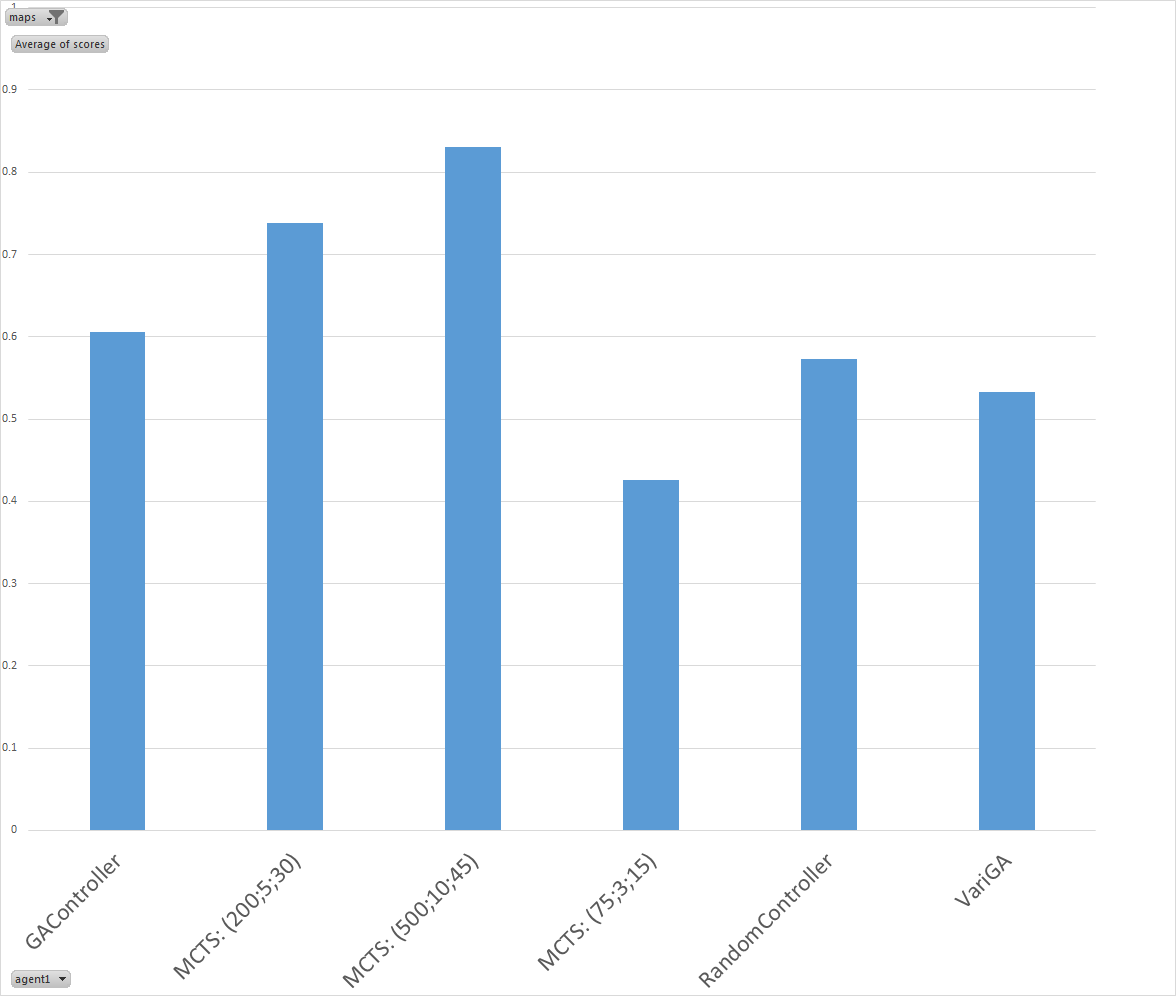 1
maps
Average of scores
0.9
0.8
0.7
0.6
0.5
0.4
0.3
0.2
0.1
0
GAController
MCTS: (200;5;30)
MCTS: (500;10;45)
MCTS: (75;3;15)
RandomController
VariGA
agent1